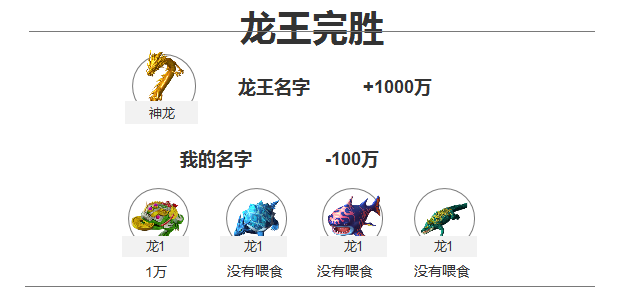 龙王完胜
龙王名字 +1000万
神龙
我的名字 -100万
龙1 龙1 龙1 龙1
1万 没有喂食 没有喂食 没有喂食